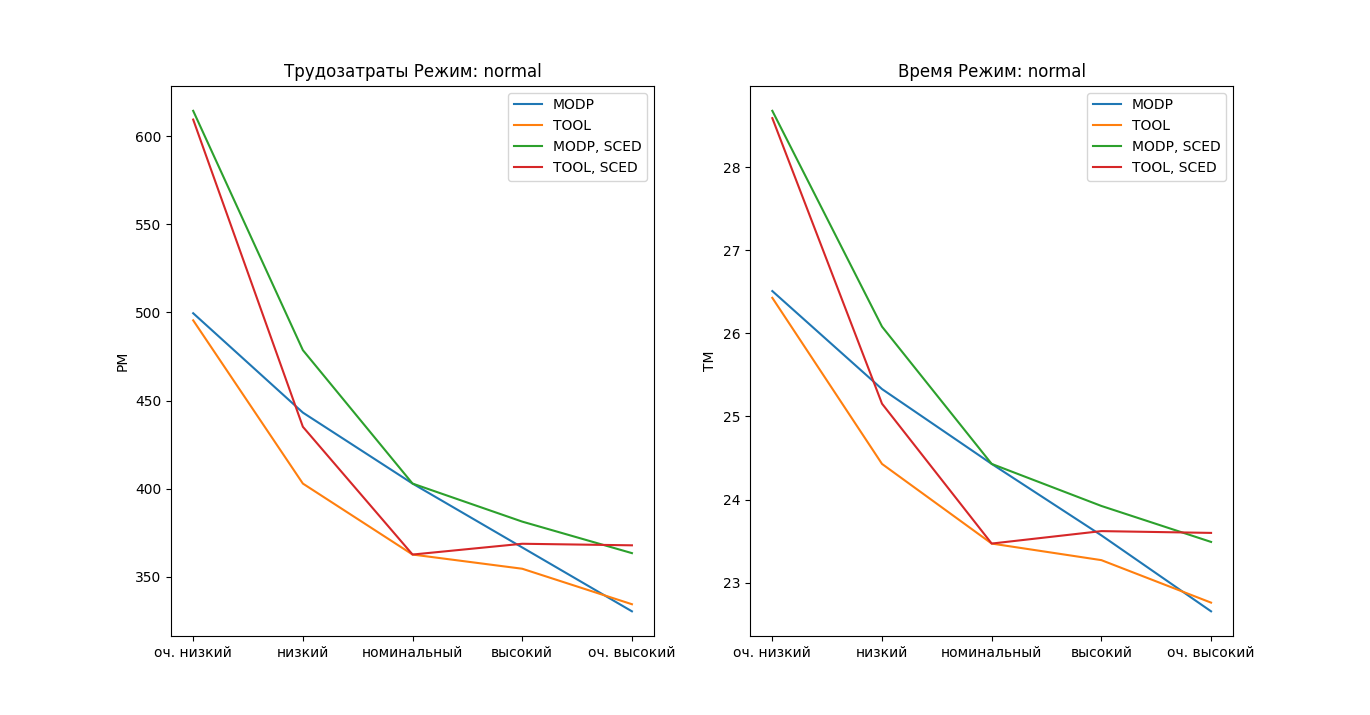 Трудозатраты Режим: normal
PM
600
550
500
450
400
350
MODP
TOOL
MODP, SCED
TOOL, SCED
оч. низкий
низкий
номинальный
высокий
оч. высокий
Время Режим: normal
TM
28
27
26
25
24
23
MODP
TOOL
MODP, SCED
TOOL, SCED
оч. низкий
низкий
номинальный
высокий
оч. высокий